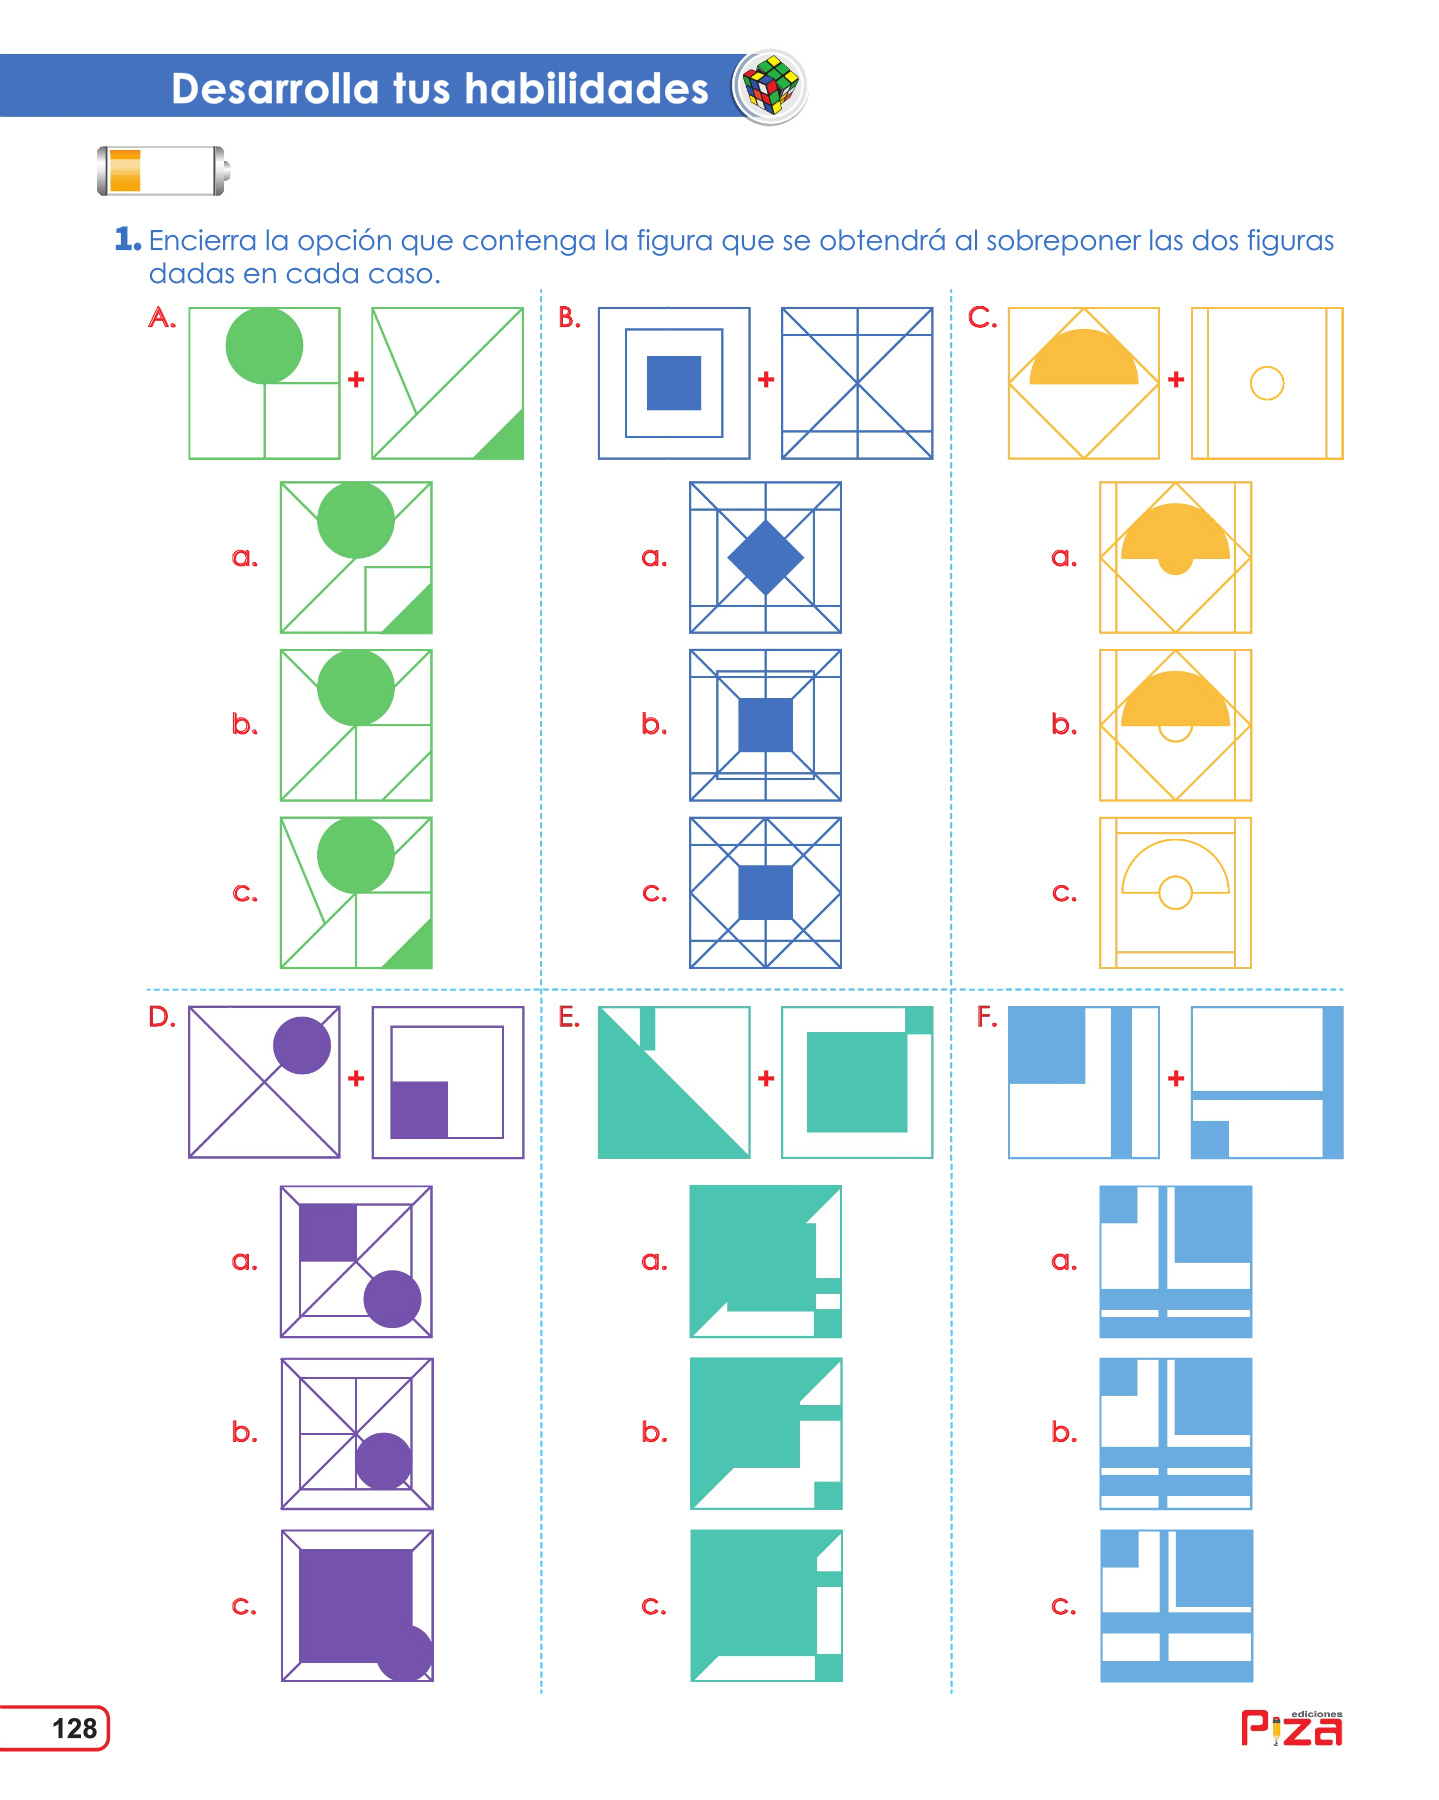 Desarrolla tus habilidades
1. Encierra la opción que contenga la figura que se obtendrá al sobreponer las dos figuras
dadas en cada caso.
A. + B. + C. +
a. a. a.
b. b. b.
c. c. c.
D. + E. + F. +
a. a. a.
b. b. b.
c. c. c.
128
ediciones
Piza